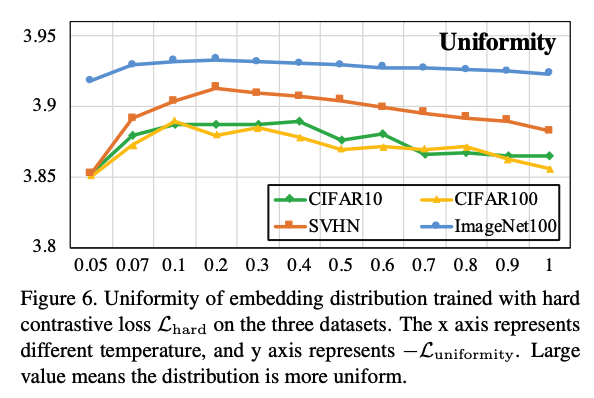 Uniformity
3.95
3.9
3.85
3.8
CIFAR10 CIFAR100
SVHN ImageNet100
0.05 0.07 0.1 0.2 0.3 0.4 0.5 0.6 0.7 0.8 0.9 1
Figure 6. Uniformity of embedding distribution trained with hard
contrastive loss ℒ_hard on the three datasets. The x axis represents
different temperature, and y axis represents −ℒ_uniformity. Large
value means the distribution is more uniform.